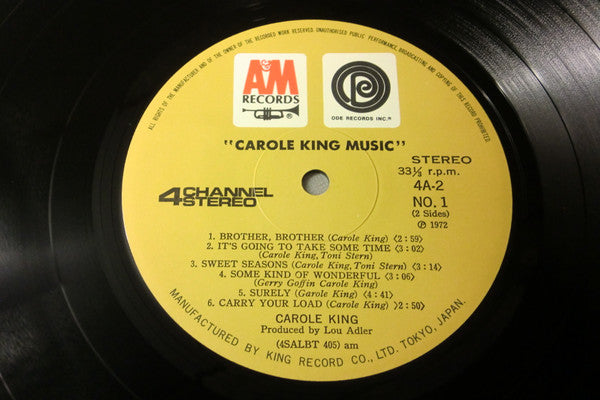 ALL RIGHTS OF THE MANUFACTURER AND OF THE OWNER OF THE RECORDED WORK RESERVED UNAUTHORISED PUBLIC PERFORMANCE, BROADCASTING AND COPYING OF THIS RECORD PROHIBITED
A&M
RECORDS
®
ODE RECORDS INC.®
"CAROLE KING MUSIC"
STEREO
33⅓ r.p.m.
4A-2
4 CHANNEL
STEREO
NO. 1
(2 Sides)
℗ 1972
1. BROTHER, BROTHER (Carole King) <2:59>
2. IT'S GOING TO TAKE SOME TIME <3:02>
(Carole King, Toni Stern)
3. SWEET SEASONS (Carole King, Toni Stern) <3:14>
4. SOME KIND OF WONDERFUL <3:06>
(Gerry Goffin Carole King)
5. SURELY (Garole King) <4:41>
6. CARRY YOUR LOAD (Carole King) >2:50>
CAROLE KING
Produced by Lou Adler
(4SALBT 405) am
MANUFACTURED BY KING RECORD CO., LTD. TOKYO, JAPAN.